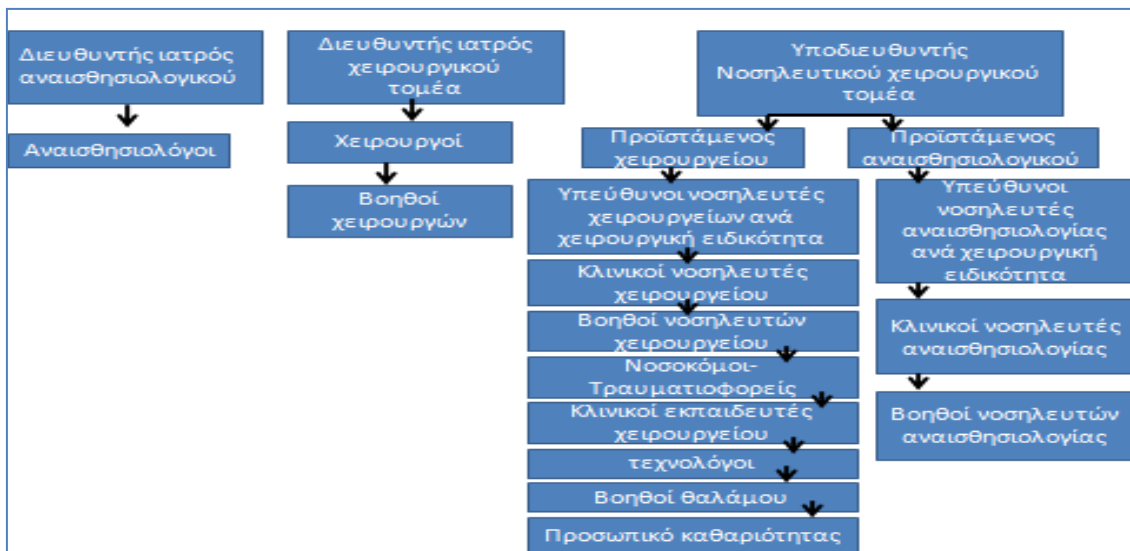 Διευθυντής ιατρός
αναισθησιολογικού
Αναισθησιολόγοι
Διευθυντής ιατρός
χειρουργικού
τομέα
Χειρουργοί
Βοηθοί
χειρουργών
Υποδιευθυντής
Νοσηλευτικού χειρουργικού
τομέα
Προϊστάμενος
χειρουργείου
Υπεύθυνοι νοσηλευτές
χειρουργείων ανά
χειρουργική ειδικότητα
Κλινικοί νοσηλευτές
χειρουργείου
Βοηθοί νοσηλευτών
χειρουργείου
Νοσοκόμοι-
Τραυματιοφορείς
Κλινικοί εκπαιδευτές
χειρουργείου
τεχνολόγοι
Βοηθοί θαλάμου
Προσωπικό καθαριότητας
Προϊστάμενος
αναισθησιολογικού
Υπεύθυνοι
νοσηλευτές
αναισθησιολογίας
ανά χειρουργική
ειδικότητα
Κλινικοί νοσηλευτές
αναισθησιολογίας
Βοηθοί νοσηλευτών
αναισθησιολογίας